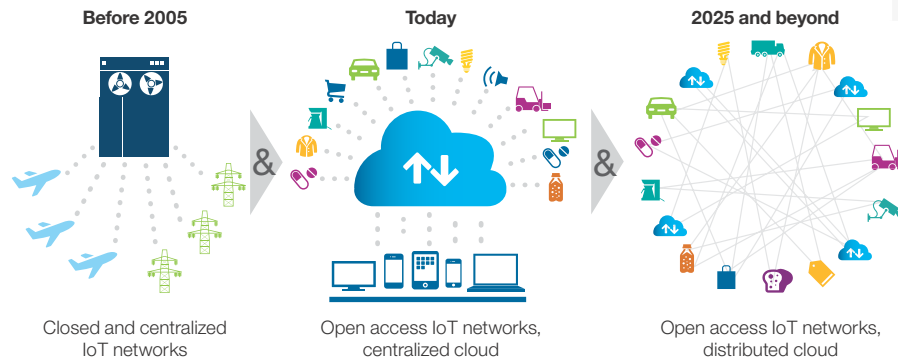 Before 2005
Today
2025 and beyond
&
&
Closed and centralized
IoT networks
Open access IoT networks,
centralized cloud
Open access IoT networks,
distributed cloud